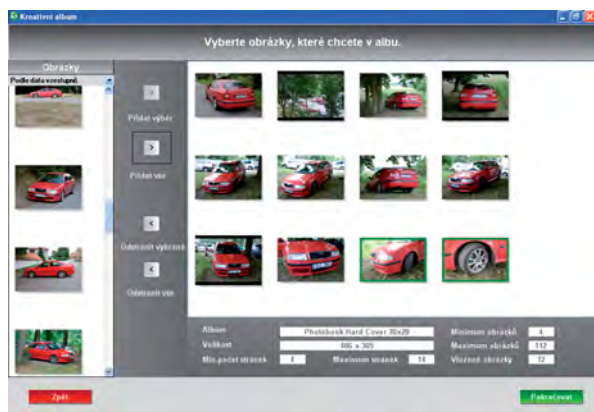 Kreativní album
Vyberte obrázky, které chcete v albu.
Obrázky
Podle data vzestupně.
Přidat výběr
Přidat vše
Odstranit vybrané
Odstranit vše
Album Photobook Hard Cover 30x20 Minimum obrázků 4
Velikost 406 x 305 Maximum obrázků 112
Min.počet stránek 4 Maximum stránek 14 Vložené obrázky 12
Zpět
Pokračovat